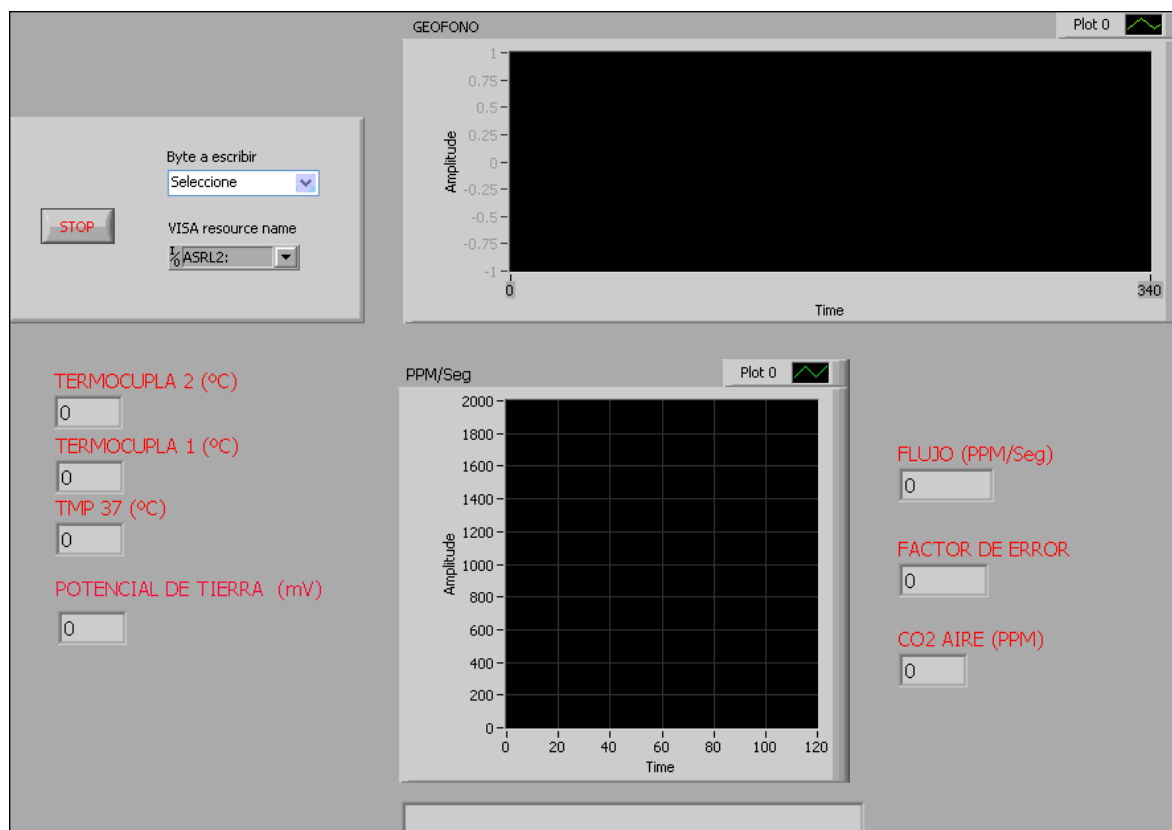 GEOFONO
Plot 0
1
0.75
0.5
0.25
0
-0.25
-0.5
-0.75
-1
Amplitude
0
340
Time
Byte a escribir
Seleccione
STOP
VISA resource name
I/O ASRL2:
TERMOCUPLA 2 (ºC)
0
TERMOCUPLA 1 (ºC)
0
TMP 37 (ºC)
0
POTENCIAL DE TIERRA (mV)
0
PPM/Seg
Plot 0
2000
1800
1600
1400
1200
1000
800
600
400
200
0
Amplitude
0 20 40 60 80 100 120
Time
FLUJO (PPM/Seg)
0
FACTOR DE ERROR
0
CO2 AIRE (PPM)
0